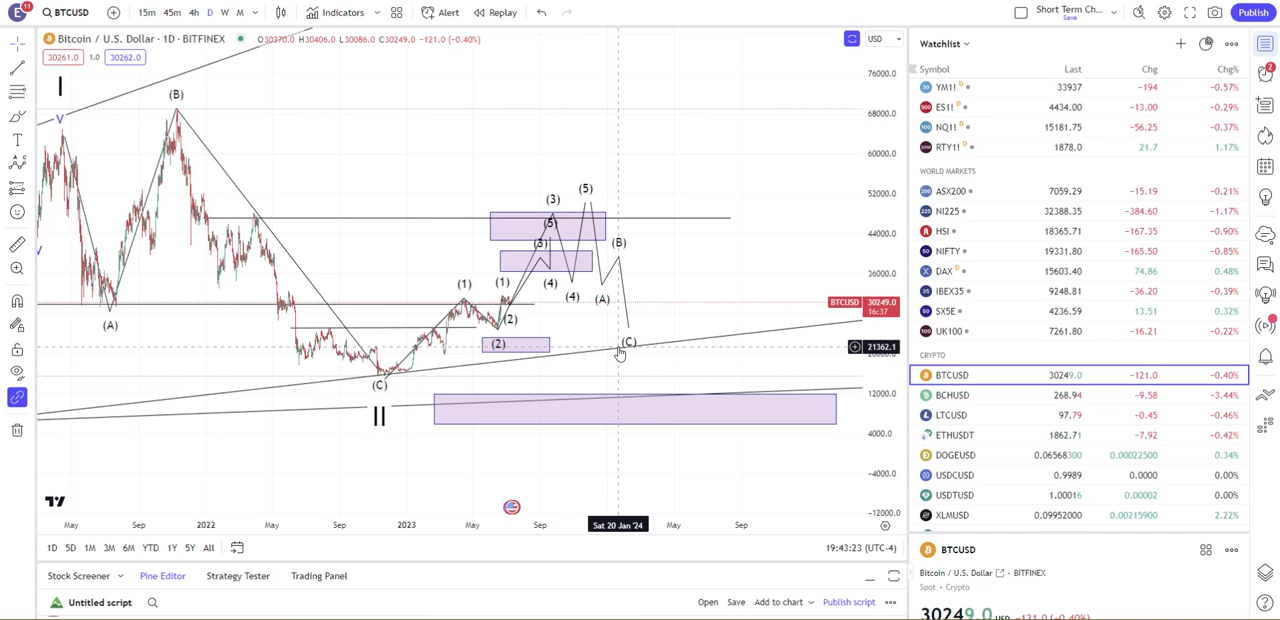 E 11 BTCUSD 15m 45m 4h D W M Indicators Alert Replay Short Term Ch... Save Publish
Bitcoin / U.S. Dollar · 1D · BITFINEX O30370.0 H30406.0 L30086.0 C30249.0 -121.0 (-0.40%) USD
30261.0 1.0 30262.0
I
V
(B)
(A)
(C)
II
V
(1)
(2)
(1)
(2)
(3)
(5)
(3)
(4)
(4)
(5)
(A)
(B)
(C)
76000.0
68000.0
60000.0
52000.0
44000.0
36000.0
BTCUSD 30249.0
16:37
21362.1
12000.0
4000.0
-4000.0
-12000.0
May Sep 2022 May Sep 2023 May Sep Sat 20 Jan '24 May Sep
1D 5D 1M 3M 6M YTD 1Y 5Y All 19:43:23 (UTC-4)
Stock Screener Pine Editor Strategy Tester Trading Panel
Untitled script Open Save Add to chart Publish script
Watchlist
Symbol Last Chg Chg%
YM1! D 33937 -194 -0.57%
ES1! D 4434.00 -13.00 -0.29%
NQ1! D 15181.75 -56.25 -0.37%
RTY1! D 1878.0 21.7 1.17%
WORLD MARKETS
ASX200 7059.29 -15.19 -0.21%
NI225 32388.35 -384.60 -1.17%
HSI 18365.71 -167.35 -0.90%
NIFTY 19331.80 -165.50 -0.85%
DAX D 15603.40 74.86 0.48%
IBEX35 9248.81 -36.20 -0.39%
SX5E 4236.59 13.51 0.32%
UK100 7261.80 -16.21 -0.22%
CRYPTO
BTCUSD 30249.0 -121.0 -0.40%
BCHUSD 268.94 -9.58 -3.44%
LTCUSD 97.79 -0.45 -0.46%
ETHUSDT 1862.71 -7.92 -0.42%
DOGEUSD 0.06568300 0.00022500 0.34%
USDCUSD 0.9989 0.0000 0.00%
USDTUSD 1.00016 0.00002 0.00%
XLMUSD 0.09952000 0.00215900 2.22%
BTCUSD
Bitcoin / U.S. Dollar BITFINEX
Spot · Crypto
30249.0 USD -121.0 (-0.40%)
2